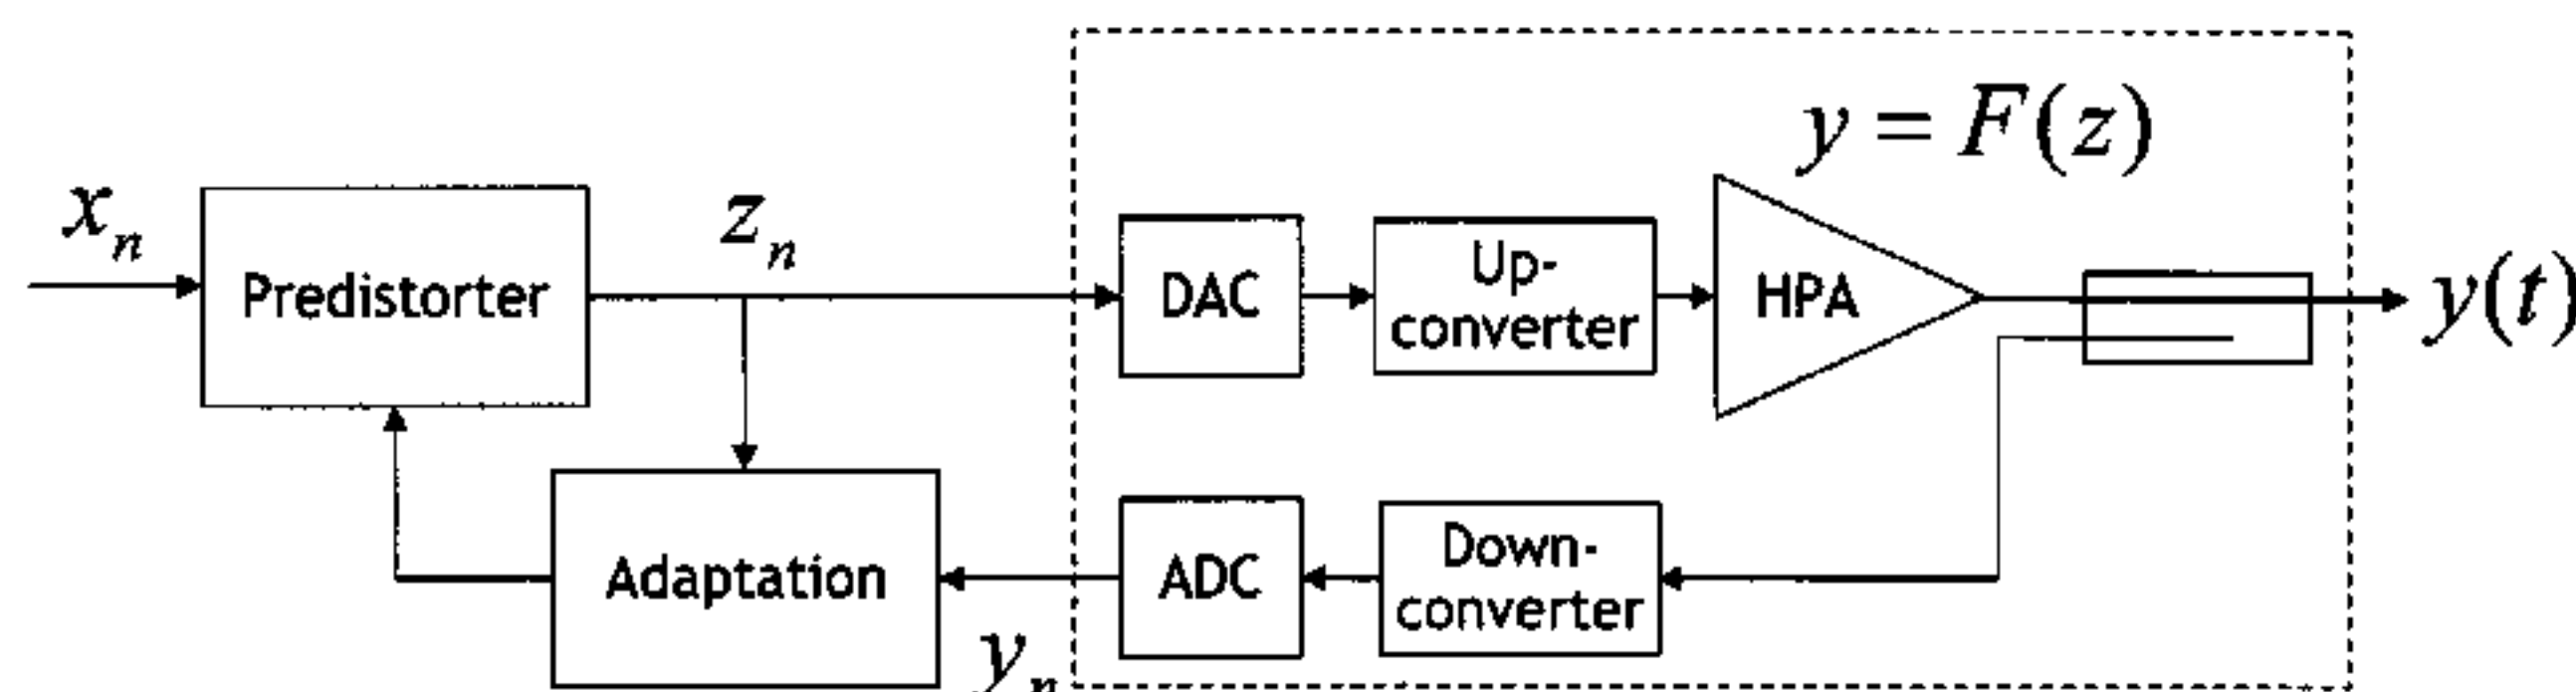 y = F(z)
x_n
Predistorter
z_n
DAC
Up-
converter
HPA
y(t)
Adaptation
y_n
ADC
Down-
converter